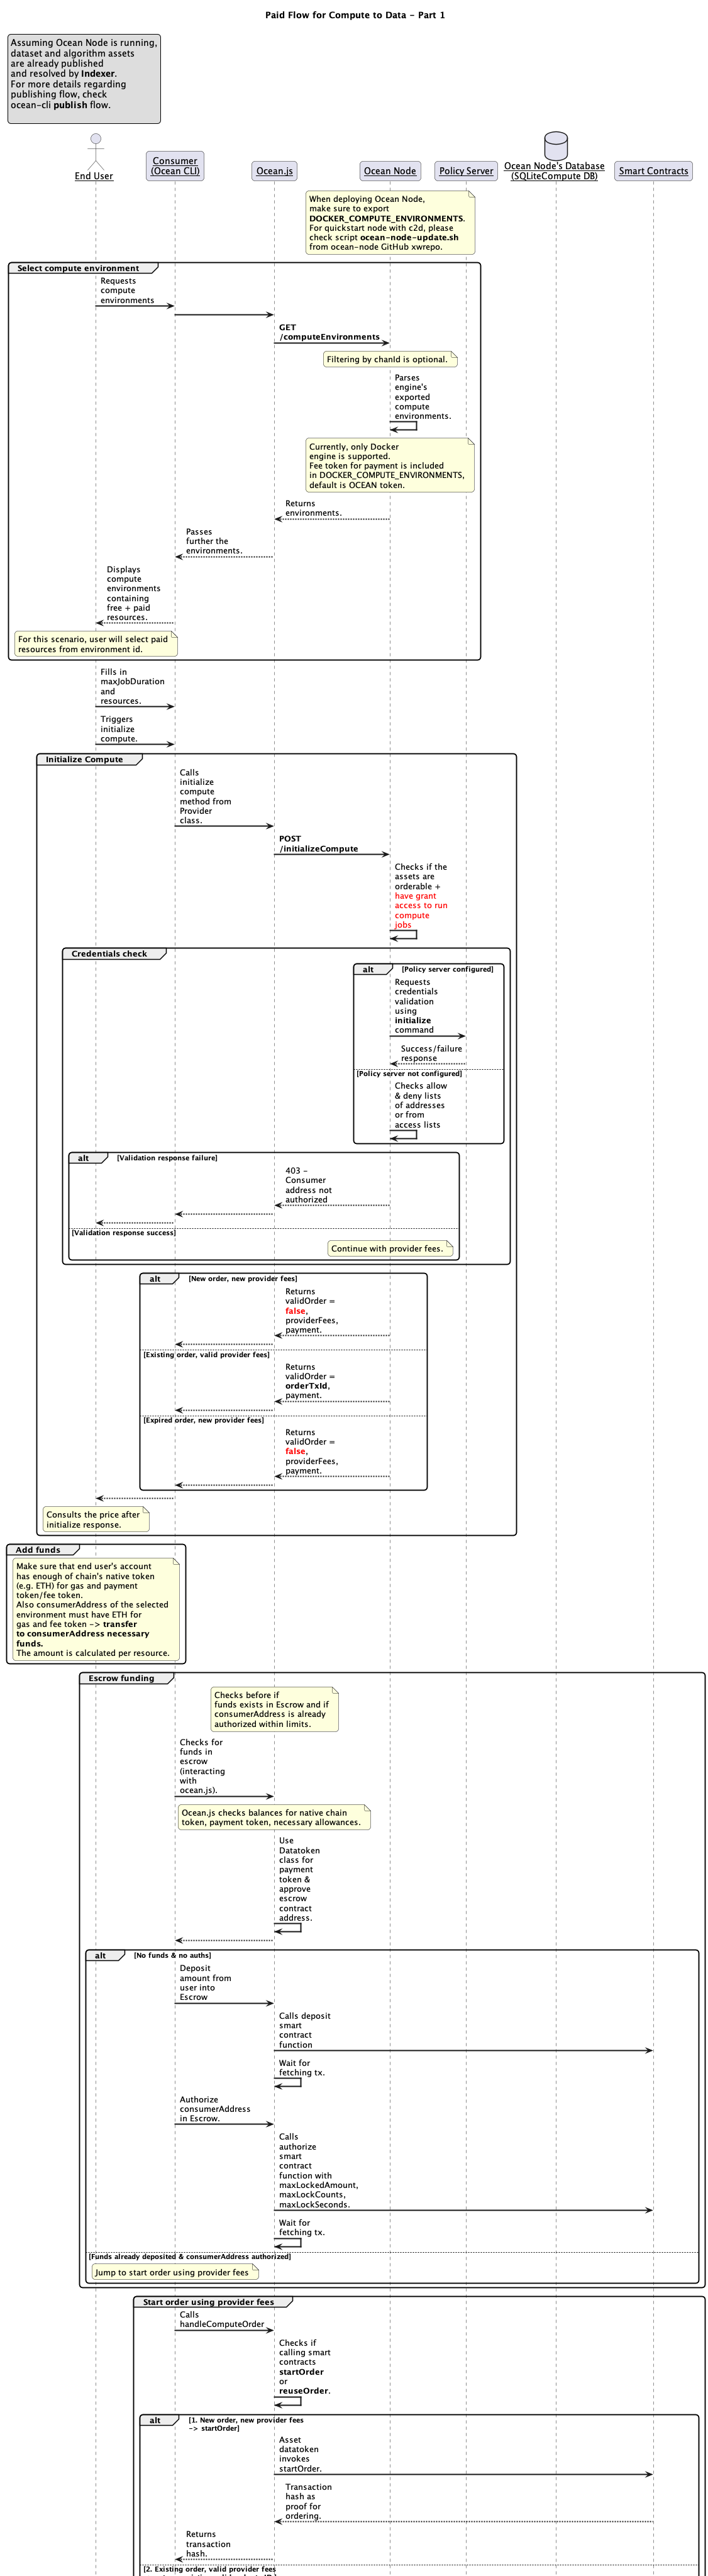 Paid Flow for Compute to Data - Part 1
Assuming Ocean Node is running,
dataset and algorithm assets
are already published
and resolved by Indexer.
For more details regarding
publishing flow, check
ocean-cli publish flow.
End User
Consumer
(Ocean CLI)
Ocean.js
Ocean Node
Policy Server
Ocean Node's Database
(SQLiteCompute DB)
Smart Contracts
When deploying Ocean Node,
make sure to export
DOCKER_COMPUTE_ENVIRONMENTS.
For quickstart node with c2d, please
check script ocean-node-update.sh
from ocean-node GitHub xwrepo.
Select compute environment
Requests
compute
environments
GET
/computeEnvironments
Filtering by chanId is optional.
Parses
engine's
exported
compute
environments.
Currently, only Docker
engine is supported.
Fee token for payment is included
in DOCKER_COMPUTE_ENVIRONMENTS,
default is OCEAN token.
Returns
environments.
Passes
further the
environments.
Displays
compute
environments
containing
free + paid
resources.
For this scenario, user will select paid
resources from environment id.
Fills in
maxJobDuration
and
resources.
Triggers
initialize
compute.
Initialize Compute
Calls
initialize
compute
method from
Provider
class.
POST
/initializeCompute
Checks if the
assets are
orderable +
have grant
access to run
compute
jobs
Credentials check
alt
[Policy server configured]
Requests
credentials
validation
using
initialize
command
Success/failure
response
[Policy server not configured]
Checks allow
& deny lists
of addresses
or from
access lists
alt
[Validation response failure]
403 -
Consumer
address not
authorized
[Validation response success]
Continue with provider fees.
alt
[New order, new provider fees]
Returns
validOrder =
false,
providerFees,
payment.
[Existing order, valid provider fees]
Returns
validOrder =
orderTxId,
payment.
[Expired order, new provider fees]
Returns
validOrder =
false,
providerFees,
payment.
Consults the price after
initialize response.
Add funds
Make sure that end user's account
has enough of chain's native token
(e.g. ETH) for gas and payment
token/fee token.
Also consumerAddress of the selected
environment must have ETH for
gas and fee token -> transfer
to consumerAddress necessary
funds.
The amount is calculated per resource.
Escrow funding
Checks before if
funds exists in Escrow and if
consumerAddress is already
authorized within limits.
Checks for
funds in
escrow
(interacting
with
ocean.js).
Ocean.js checks balances for native chain
token, payment token, necessary allowances.
Use
Datatoken
class for
payment
token &
approve
escrow
contract
address.
alt
[No funds & no auths]
Deposit
amount from
user into
Escrow
Calls deposit
smart
contract
function
Wait for
fetching tx.
Authorize
consumerAddress
in Escrow.
Calls
authorize
smart
contract
function with
maxLockedAmount,
maxLockCounts,
maxLockSeconds.
Wait for
fetching tx.
[Funds already deposited & consumerAddress authorized]
Jump to start order using provider fees
Start order using provider fees
Calls
handleComputeOrder
Checks if
calling smart
contracts
startOrder
or
reuseOrder.
alt
[1. New order, new provider fees
-> startOrder]
Asset
datatoken
invokes
startOrder.
Transaction
hash as
proof for
ordering.
Returns
transaction
hash.
[2. Existing order, valid provider fees